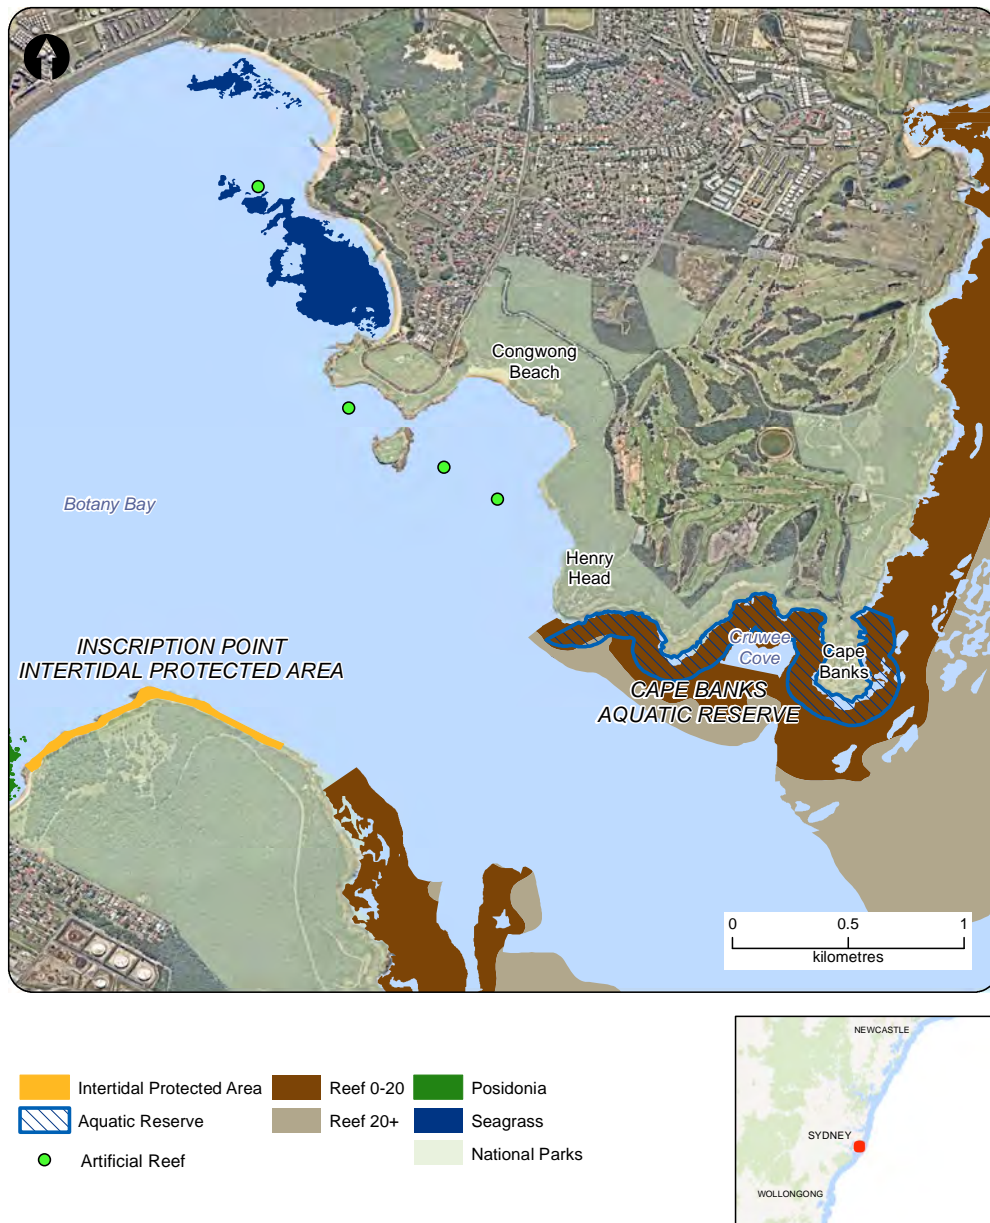 Congwong
Beach
Botany Bay
Henry
Head
INSCRIPTION POINT
INTERTIDAL PROTECTED AREA
Cruwee
Cove
Cape
Banks
CAPE BANKS
AQUATIC RESERVE
0 0.5 1
kilometres
Intertidal Protected Area
Aquatic Reserve
Artificial Reef
Reef 0-20
Reef 20+
Posidonia
Seagrass
National Parks
NEWCASTLE
SYDNEY
WOLLONGONG